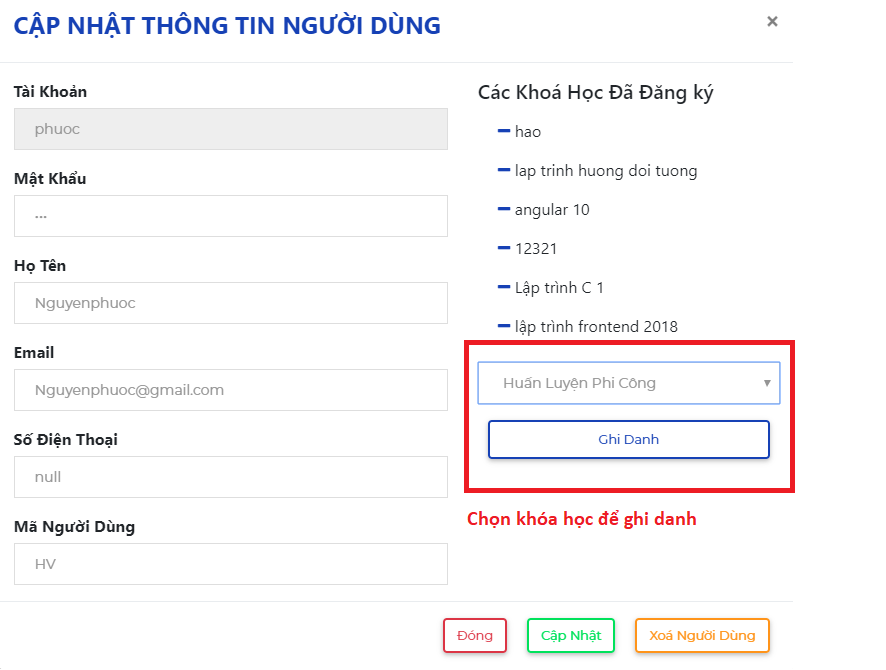 CẬP NHẬT THÔNG TIN NGƯỜI DÙNG
×
Tài Khoản
phuoc
Mật Khẩu
...
Họ Tên
Nguyenphuoc
Email
Nguyenphuoc@gmail.com
Số Điện Thoại
null
Mã Người Dùng
HV
Các Khoá Học Đã Đăng ký
hao
lap trinh huong doi tuong
angular 10
12321
Lập trình C 1
lập trình frontend 2018
Huấn Luyện Phi Công
Ghi Danh
Chọn khóa học để ghi danh
Đóng
Cập Nhật
Xoá Người Dùng